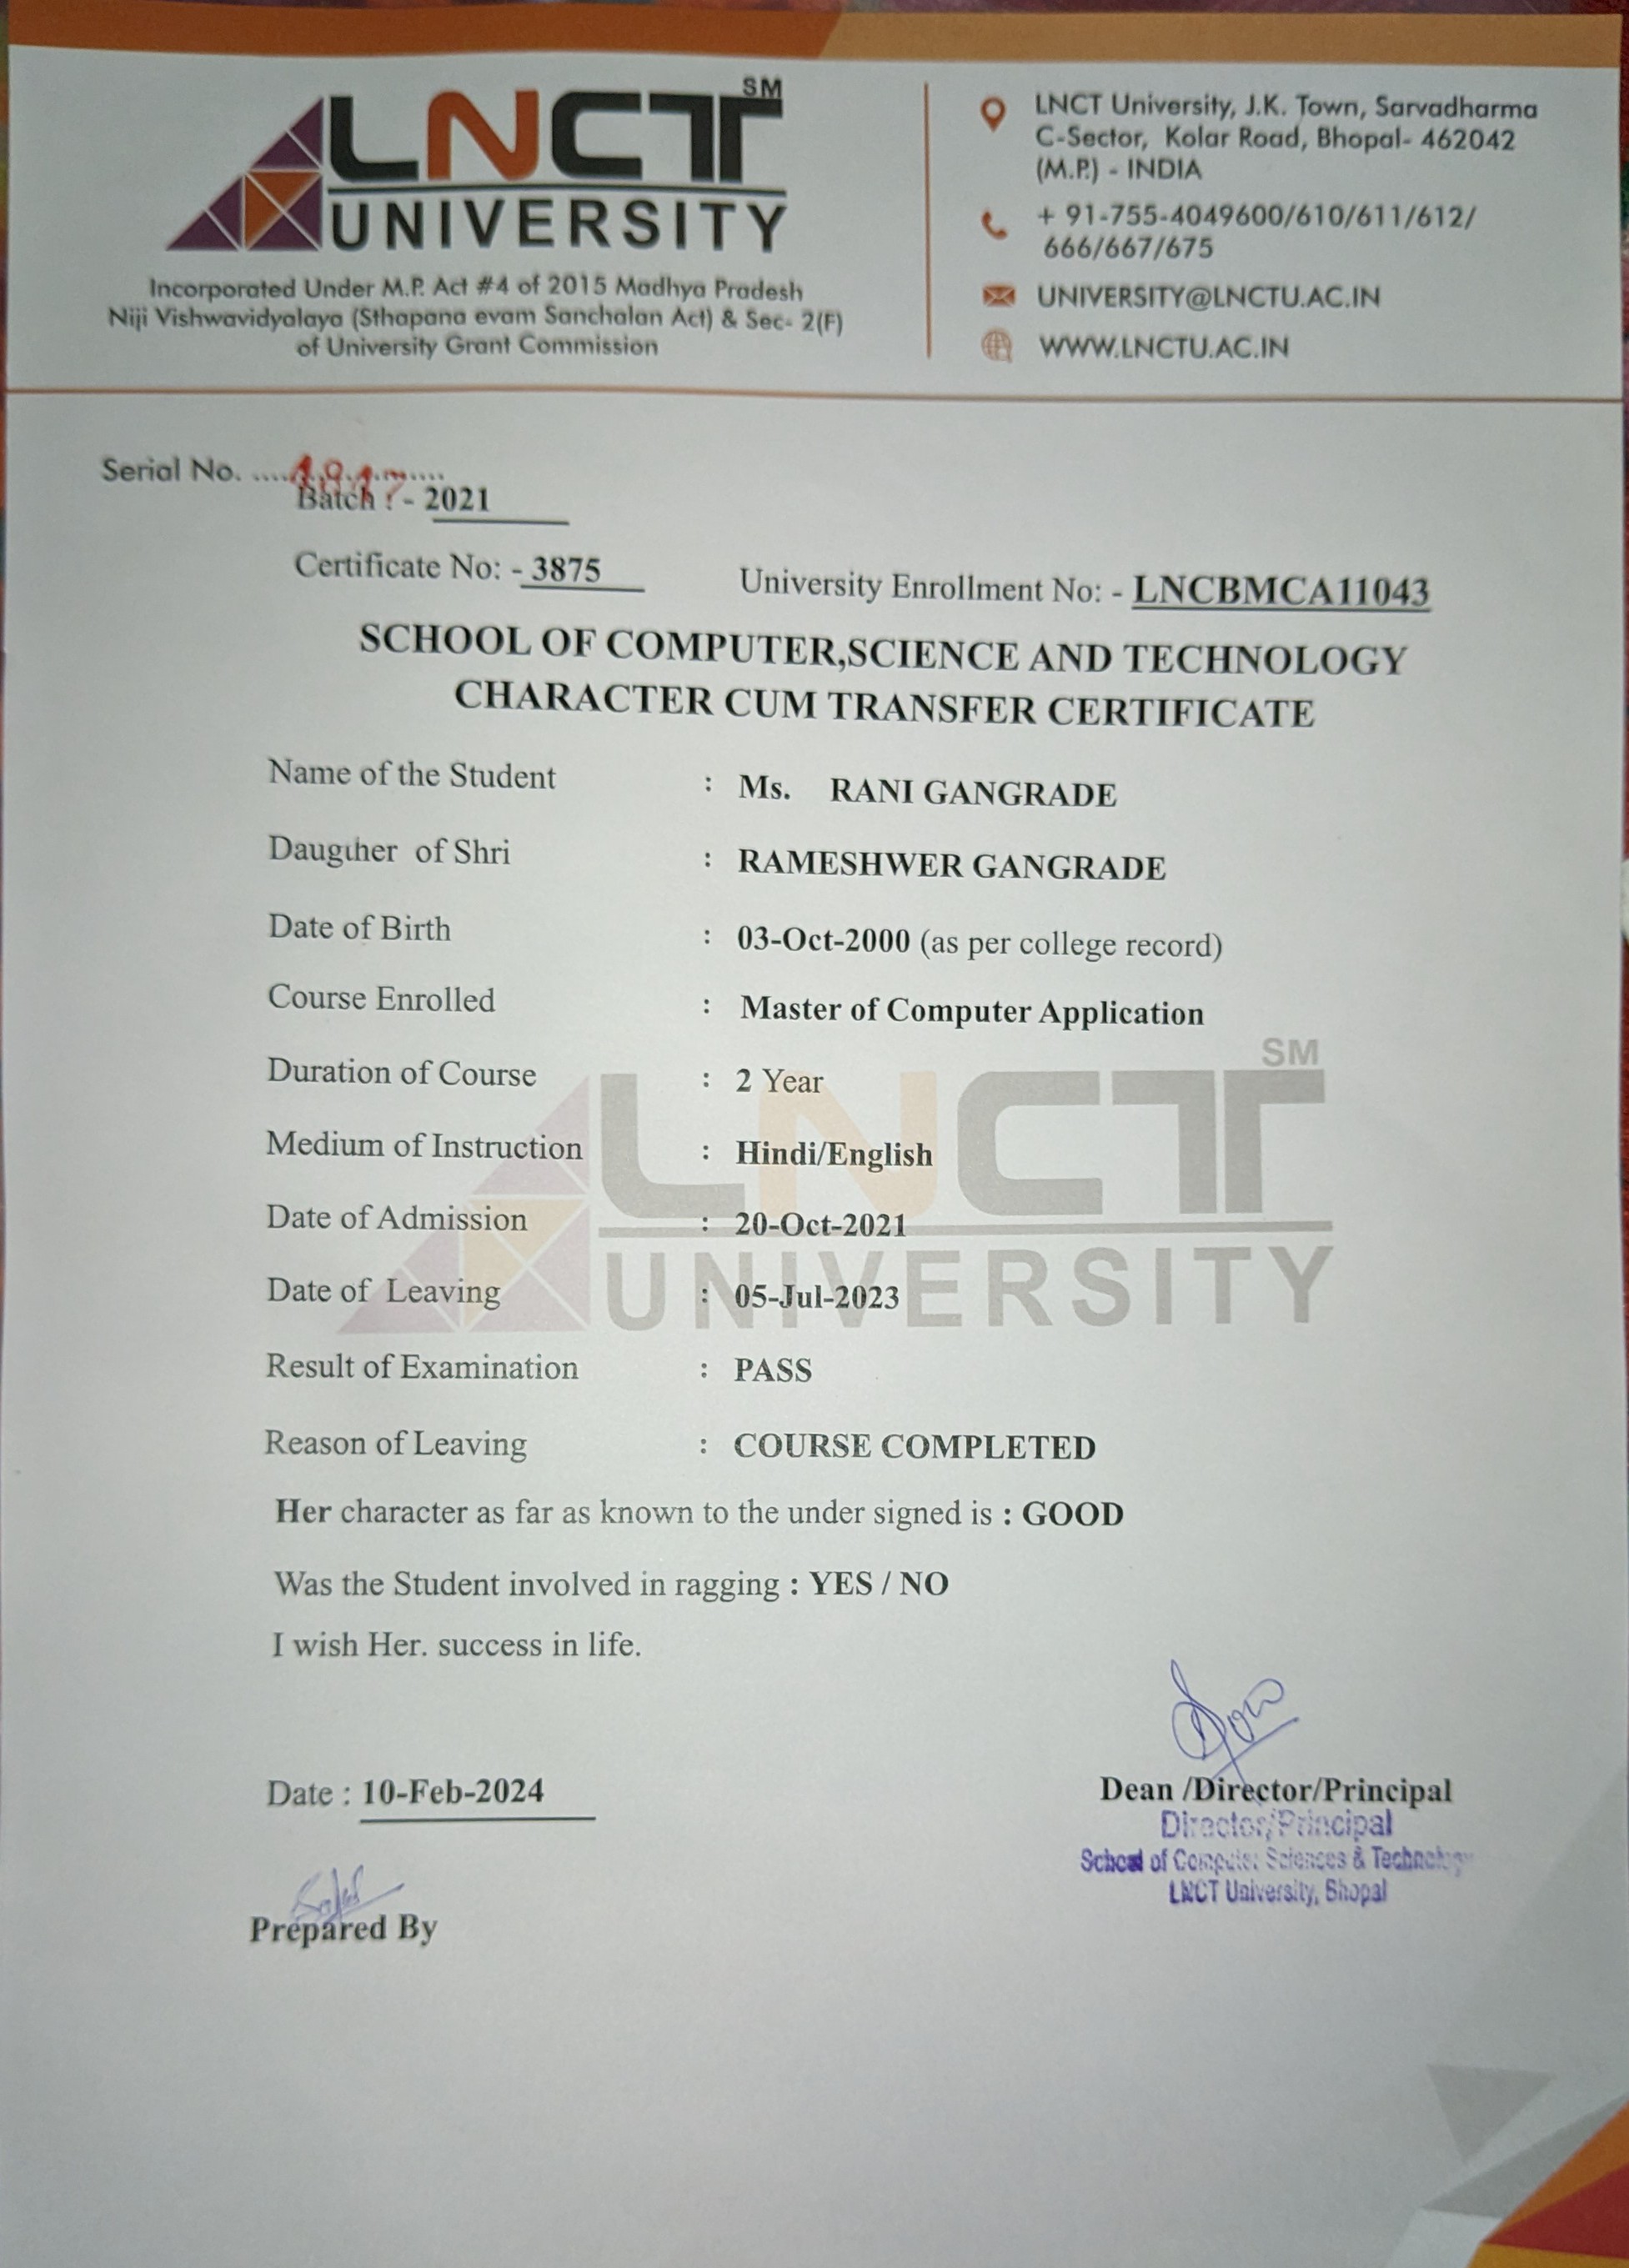 LNCT SM
UNIVERSITY
Incorporated Under M.P. Act #4 of 2015 Madhya Pradesh
Niji Vishwavidyalaya (Sthapana evam Sanchalan Act) & Sec- 2(F)
of University Grant Commission
LNCT University, J.K. Town, Sarvadharma
C-Sector, Kolar Road, Bhopal- 462042
(M.P.) - INDIA
+ 91-755-4049600/610/611/612/
666/667/675
UNIVERSITY@LNCTU.AC.IN
WWW.LNCTU.AC.IN
Serial No.
Batch : - 2021
Certificate No: - 3875 University Enrollment No: - LNCBMCA11043
SCHOOL OF COMPUTER,SCIENCE AND TECHNOLOGY
CHARACTER CUM TRANSFER CERTIFICATE
Name of the Student : Ms. RANI GANGRADE
Daugther of Shri : RAMESHWER GANGRADE
Date of Birth : 03-Oct-2000 (as per college record)
Course Enrolled : Master of Computer Application
Duration of Course : 2 Year
Medium of Instruction : Hindi/English
Date of Admission : 20-Oct-2021
Date of Leaving : 05-Jul-2023
Result of Examination : PASS
Reason of Leaving : COURSE COMPLETED
Her character as far as known to the under signed is : GOOD
Was the Student involved in ragging : YES / NO
I wish Her. success in life.
LNCT SM
UNIVERSITY
Date : 10-Feb-2024
Dean /Director/Principal
Director/Principal
School of Computer Sciences & Technology
LNCT University, Bhopal
Prepared By